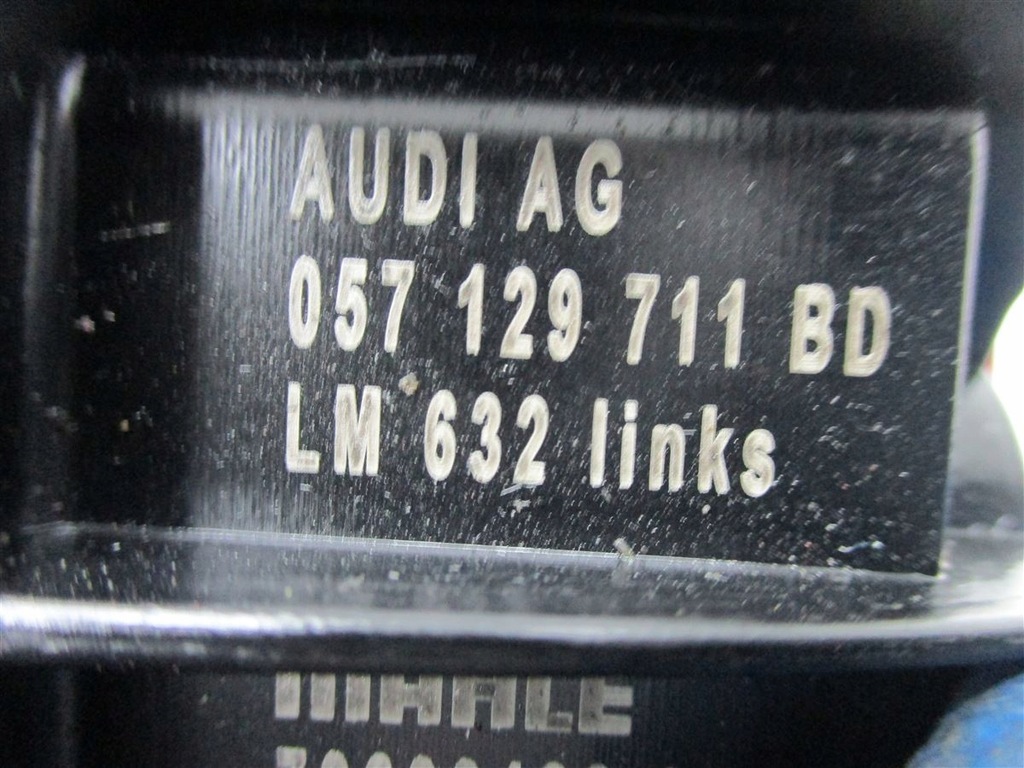 AUDI AG
057 129 711 BD
LM 632 links
MAHLE